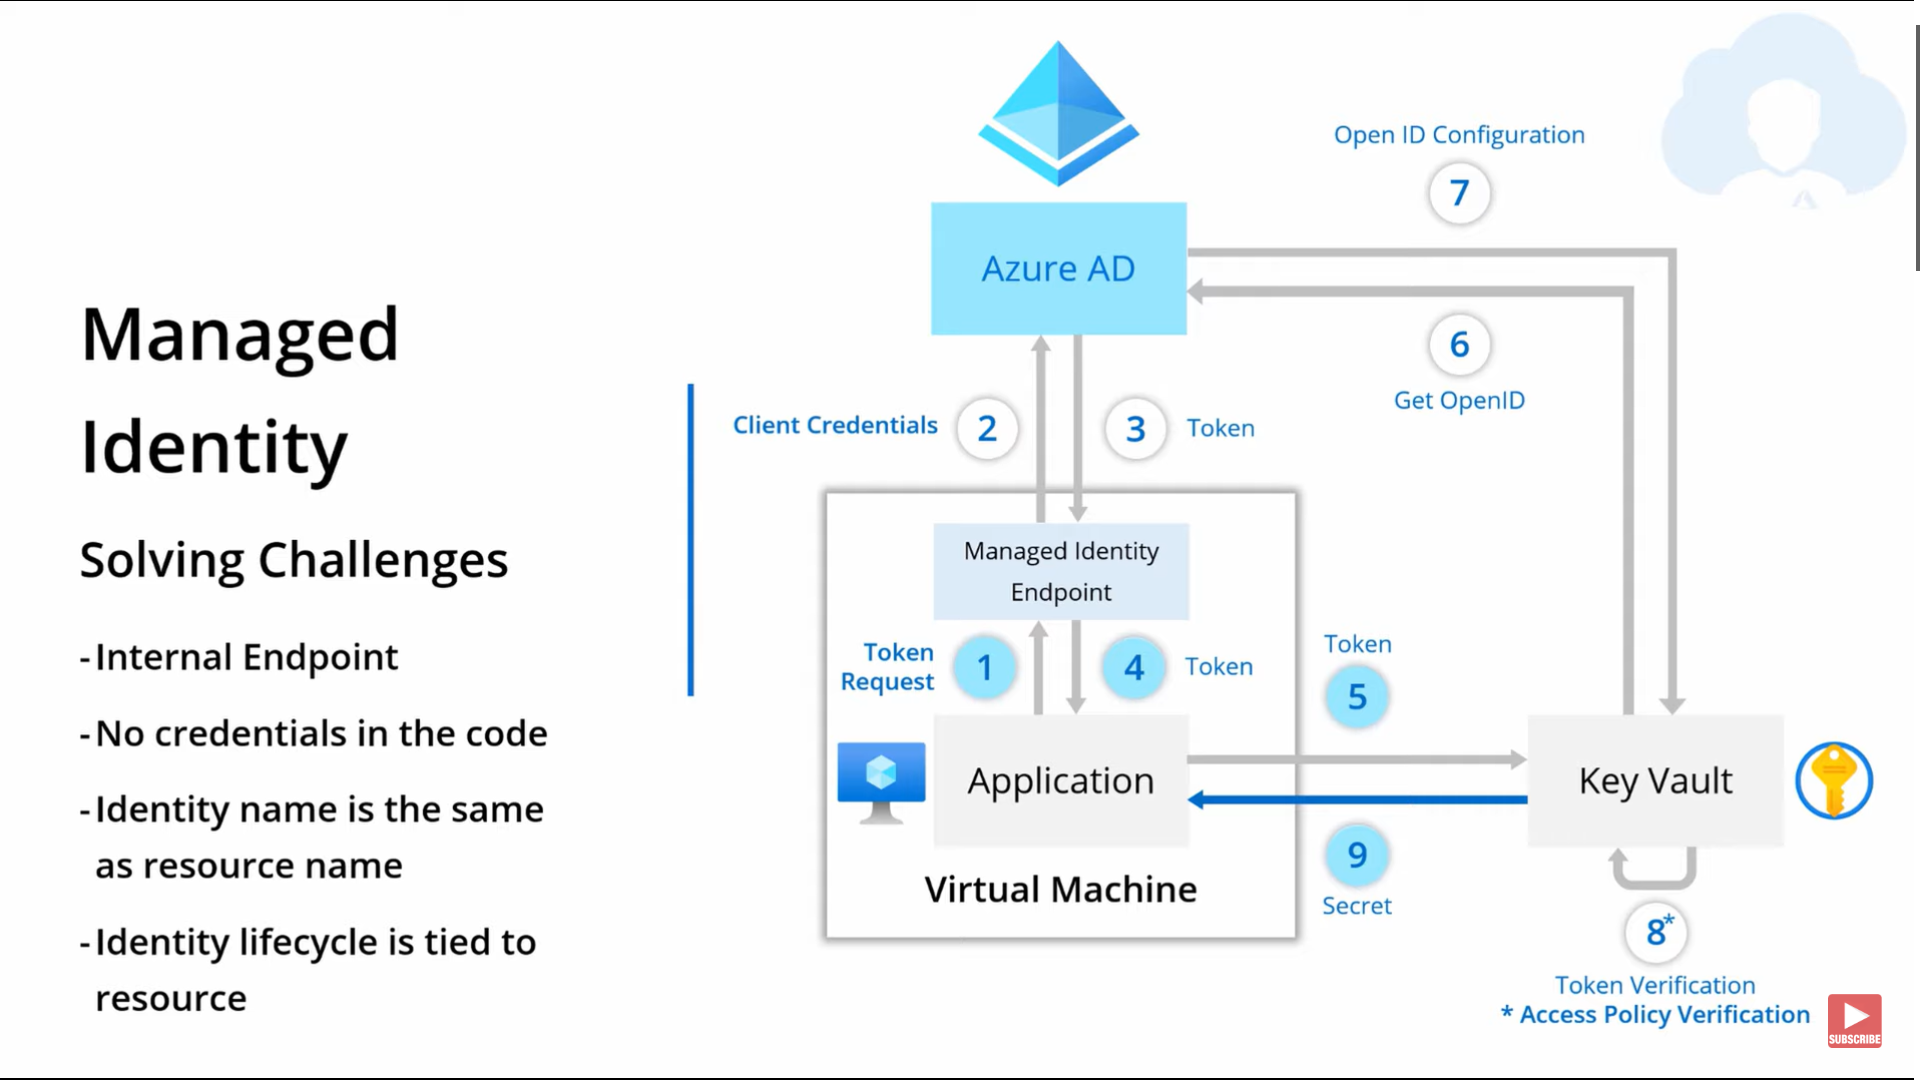 Managed
Identity
Solving Challenges
-Internal Endpoint
-No credentials in the code
-Identity name is the same
as resource name
-Identity lifecycle is tied to
resource
Azure AD
Open ID Configuration
7
6
Get OpenID
Client Credentials
2
3
Token
Managed Identity
Endpoint
Token
Request
1
4
Token
Application
Virtual Machine
Token
5
9
Secret
Key Vault
8*
Token Verification
* Access Policy Verification
SUBSCRIBE